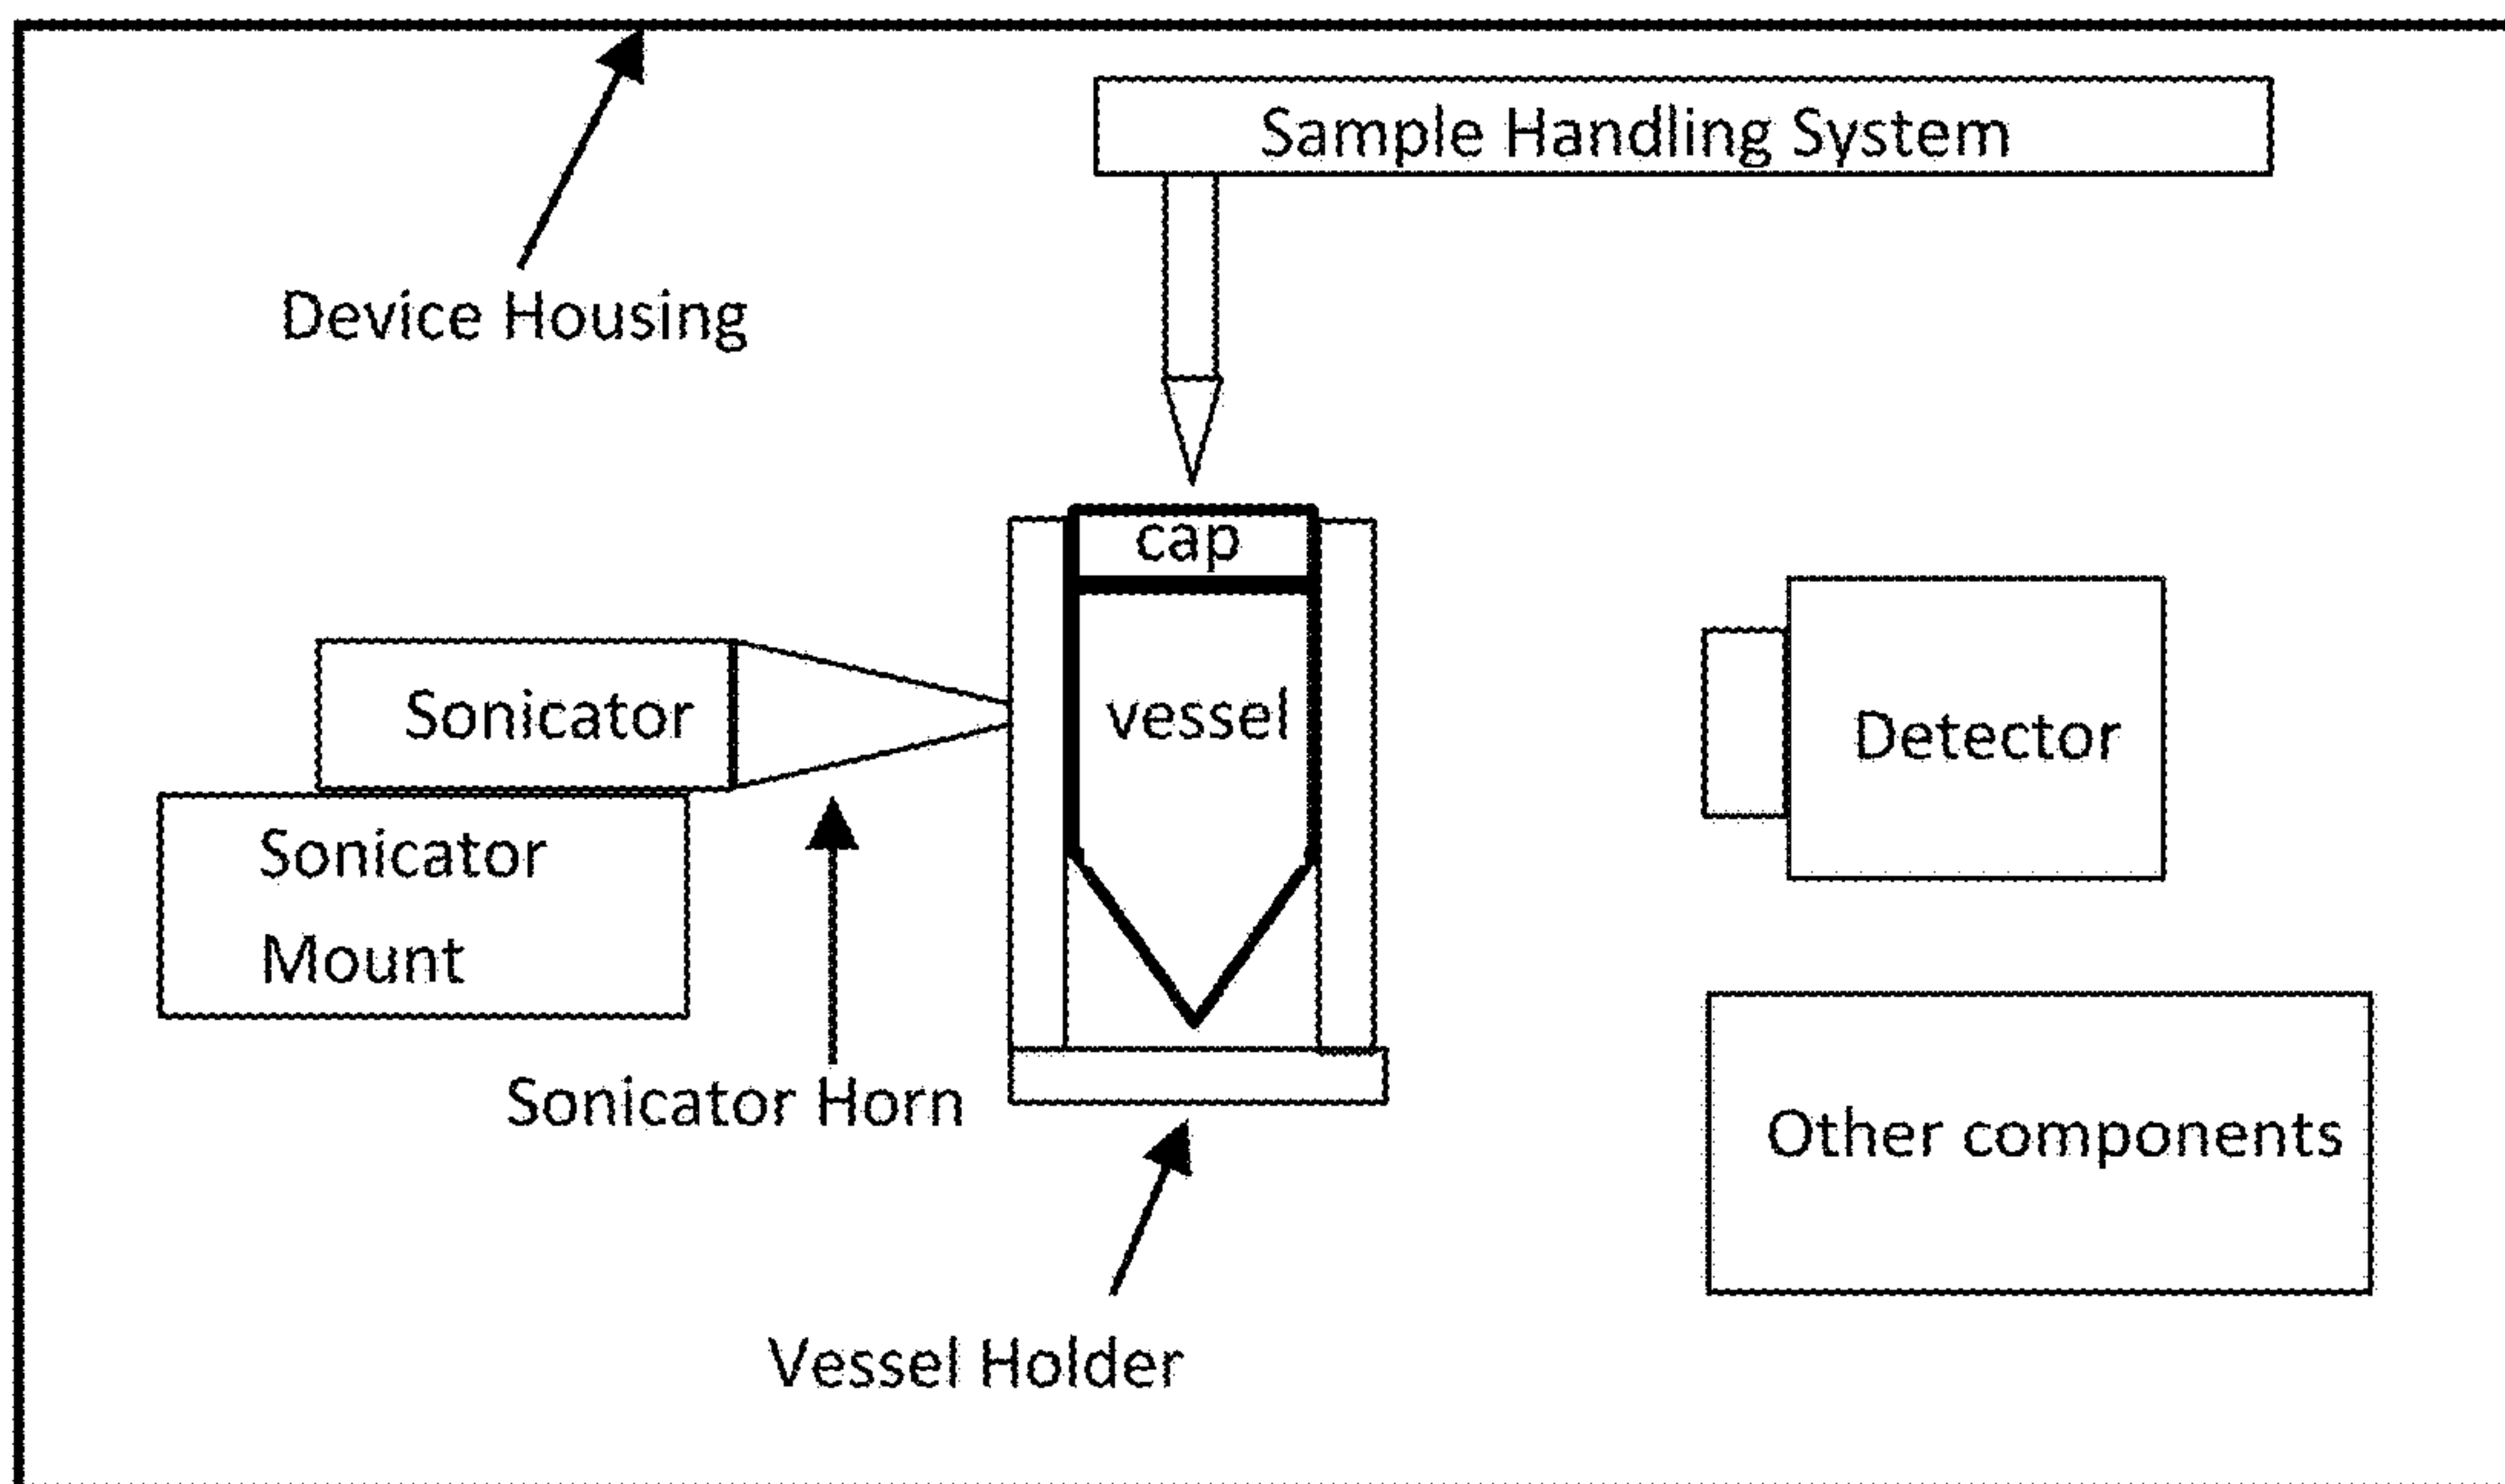 Sample Handling System
Device Housing
cap
Sonicator
vessel
Detector
Sonicator
Mount
Sonicator Horn
Other components
Vessel Holder